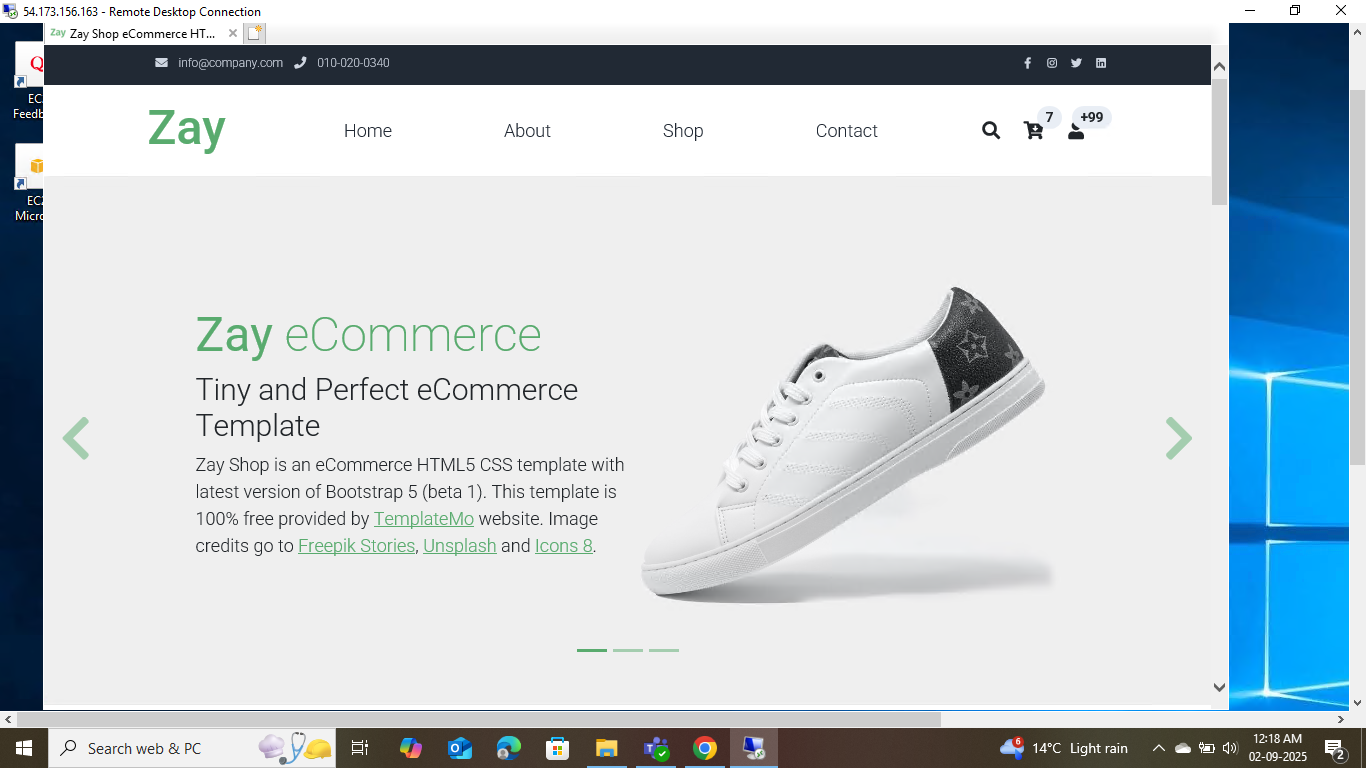 54.173.156.163 - Remote Desktop Connection
Zay Zay Shop eCommerce HT...
info@company.com 010-020-0340
Zay
Home
About
Shop
Contact
7
+99
EC
Feedb
EC
Micro
Zay eCommerce
Tiny and Perfect eCommerce
Template
Zay Shop is an eCommerce HTML5 CSS template with
latest version of Bootstrap 5 (beta 1). This template is
100% free provided by TemplateMo website. Image
credits go to Freepik Stories, Unsplash and Icons 8.
Search web & PC
6
14°C Light rain
12:18 AM
02-09-2025
2